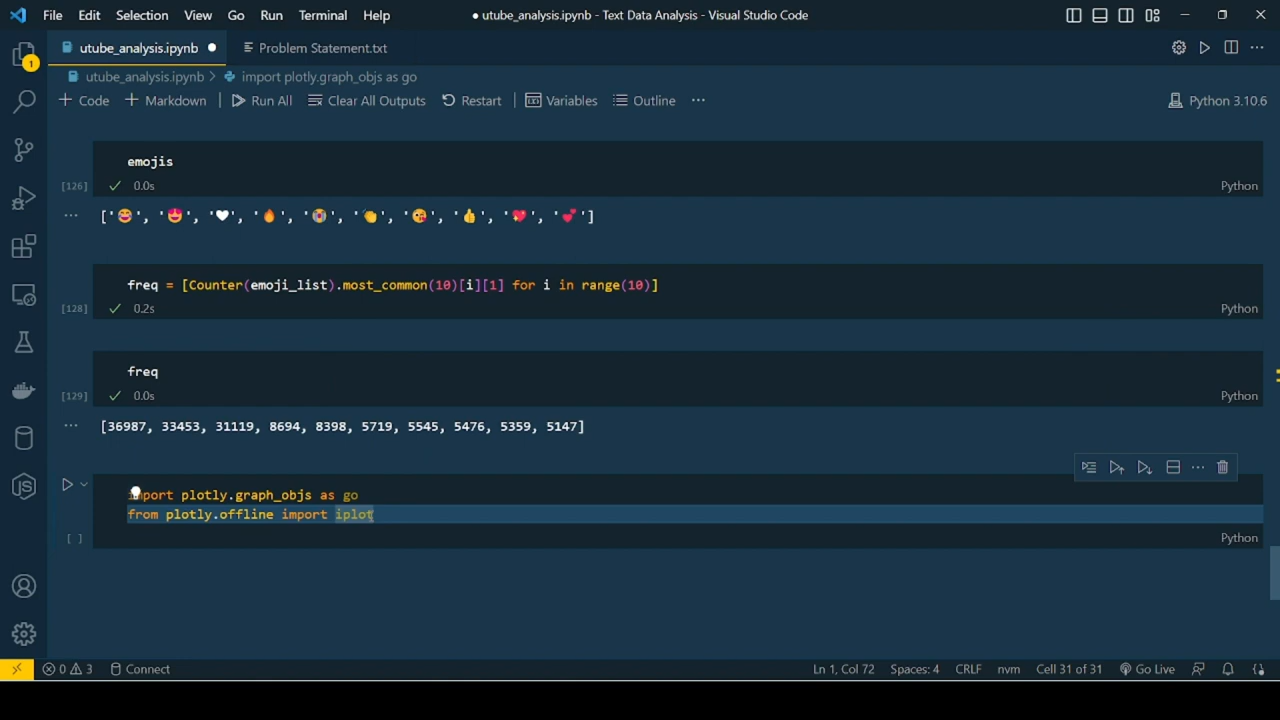 File Edit Selection View Go Run Terminal Help
● utube_analysis.ipynb - Text Data Analysis - Visual Studio Code
utube_analysis.ipynb ● Problem Statement.txt
utube_analysis.ipynb > import plotly.graph_objs as go
+ Code + Markdown Run All Clear All Outputs Restart Variables Outline ··· Python 3.10.6
1
emojis
[126] ✓ 0.0s Python
··· ['😂', '😍', '🤍', '🔥', '', '👏', '😘', '👍', '💖', '💕']
freq = [Counter(emoji_list).most_common(10)[i][1] for i in range(10)]
[128] ✓ 0.2s Python
freq
[129] ✓ 0.0s Python
··· [36987, 33453, 31119, 8694, 8398, 5719, 5545, 5476, 5359, 5147]
import plotly.graph_objs as go
from plotly.offline import iplot
[ ] Python
JS
0 3 Connect Ln 1, Col 72 Spaces: 4 CRLF nvm Cell 31 of 31 Go Live